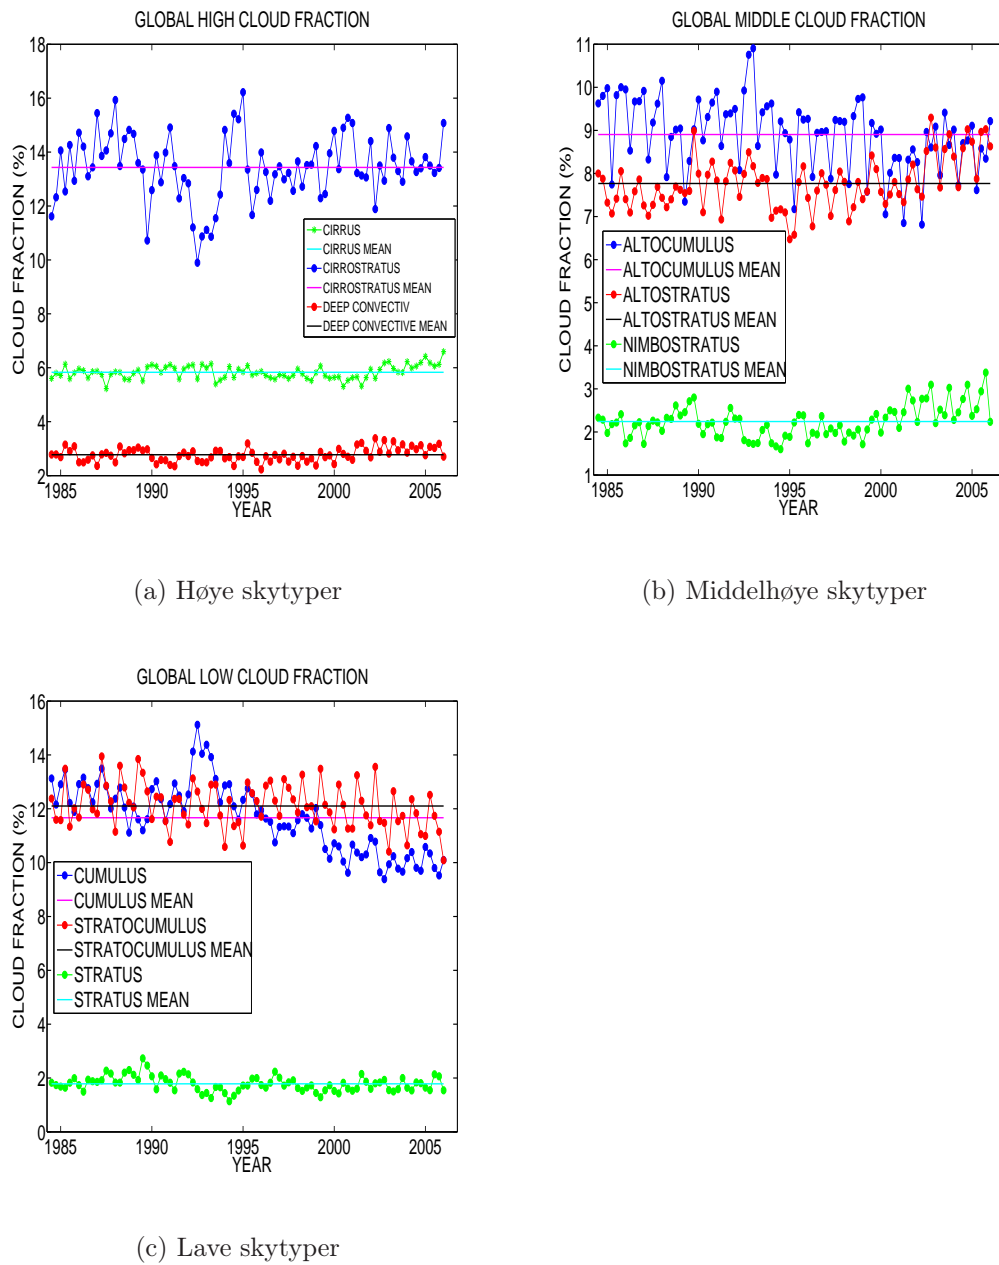 GLOBAL HIGH CLOUD FRACTION
18
16
14
12
10
8
6
4
2
CLOUD FRACTION (%)
CIRRUS
CIRRUS MEAN
CIRROSTRATUS
CIRROSTRATUS MEAN
DEEP CONVECTIV
DEEP CONVECTIVE MEAN
1985 1990 1995 2000 2005
YEAR
(a) Høye skytyper
GLOBAL MIDDLE CLOUD FRACTION
11
10
9
8
7
6
5
4
3
2
1
CLOUD FRACTION (%)
ALTOCUMULUS
ALTOCUMULUS MEAN
ALTOSTRATUS
ALTOSTRATUS MEAN
NIMBOSTRATUS
NIMBOSTRATUS MEAN
1985 1990 1995 2000 2005
YEAR
(b) Middelhøye skytyper
GLOBAL LOW CLOUD FRACTION
16
14
12
10
8
6
4
2
0
CLOUD FRACTION (%)
CUMULUS
CUMULUS MEAN
STRATOCUMULUS
STRATOCUMULUS MEAN
STRATUS
STRATUS MEAN
1985 1990 1995 2000 2005
YEAR
(c) Lave skytyper